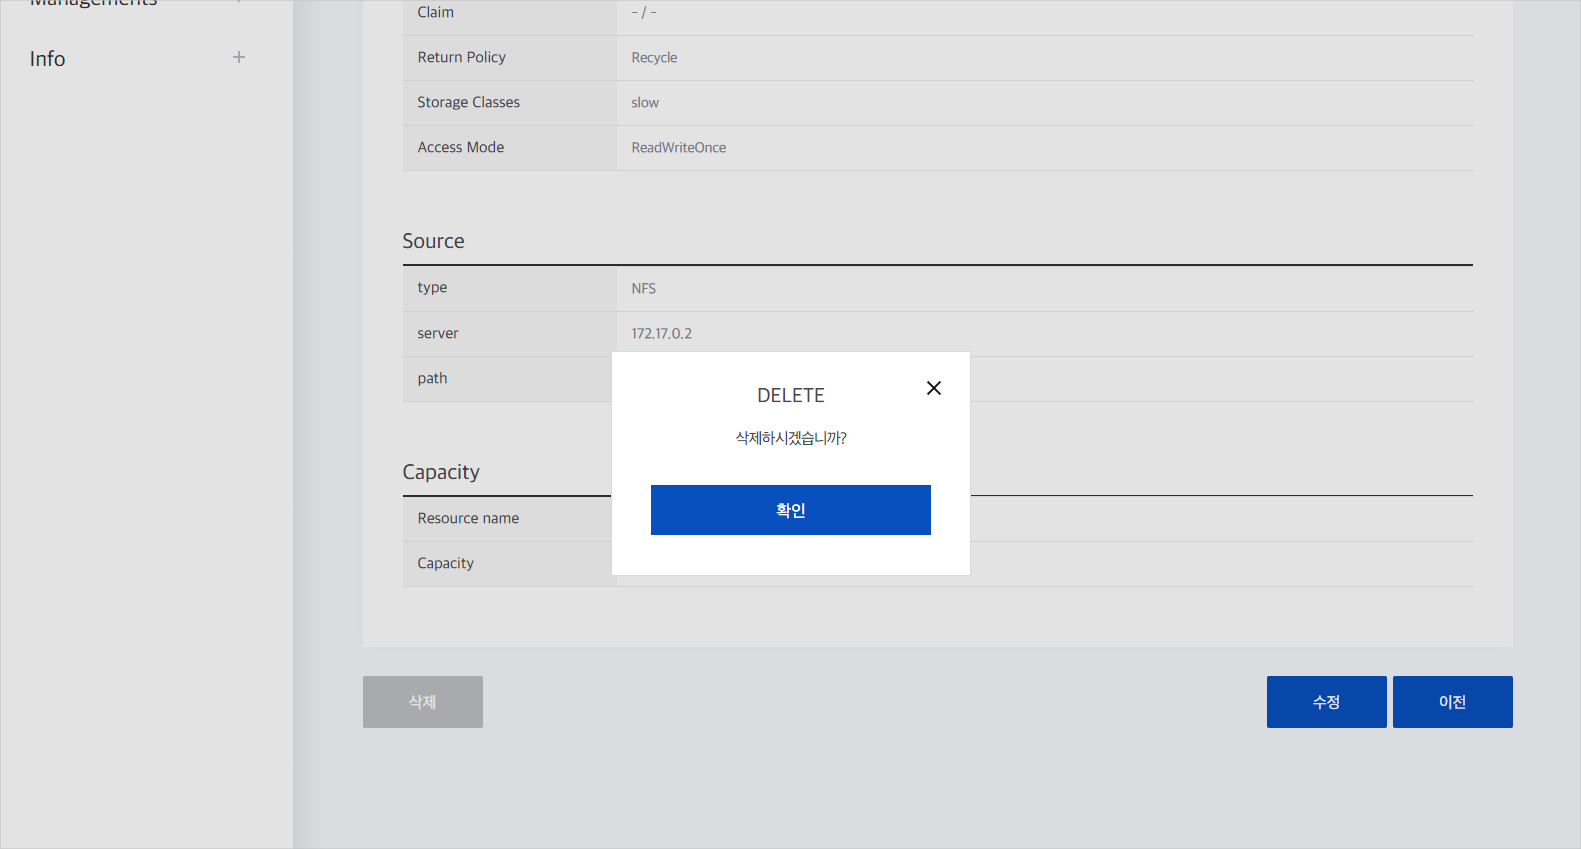 Managements
Info
Claim
- / -
Return Policy
Recycle
Storage Classes
slow
Access Mode
ReadWriteOnce
Source
type
NFS
server
172.17.0.2
path
DELETE
삭제하시겠습니까?
확인
Capacity
Resource name
Capacity
삭제
수정
이전